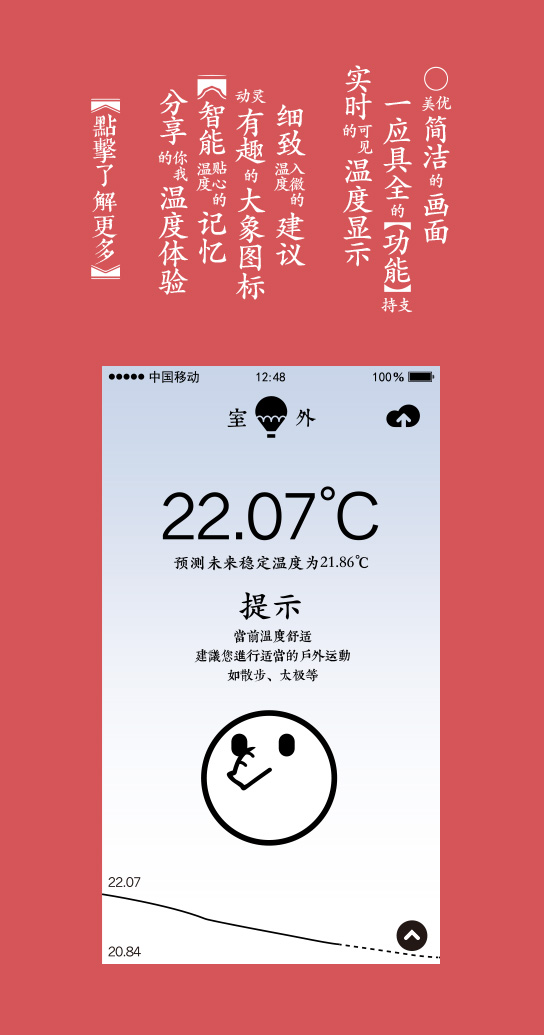 〇优美简洁的画面
一应具全的【功能】支持
实时可见的温度显示
细致入微的温度建议
灵动有趣的大象图标
【智能贴心的温度记忆
分享你我的温度体验
【點擊了解更多】
中国移动 12:48 100%
室 外
22.07℃
预测未来稳定温度为21.86℃
提示
當前溫度舒适
建議您進行适當的戶外运動
如散步、太极等
22.07
20.84